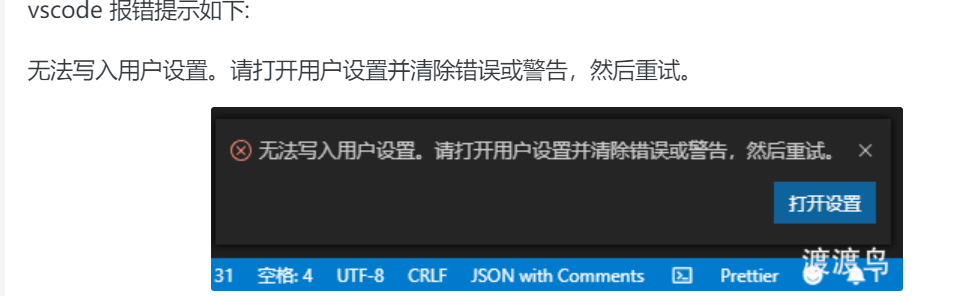 vscode 报错提示如下:
无法写入用户设置。请打开用户设置并清除错误或警告，然后重试。
无法写入用户设置。请打开用户设置并清除错误或警告，然后重试。
打开设置
31 空格: 4 UTF-8 CRLF JSON with Comments Prettier
渡渡鸟